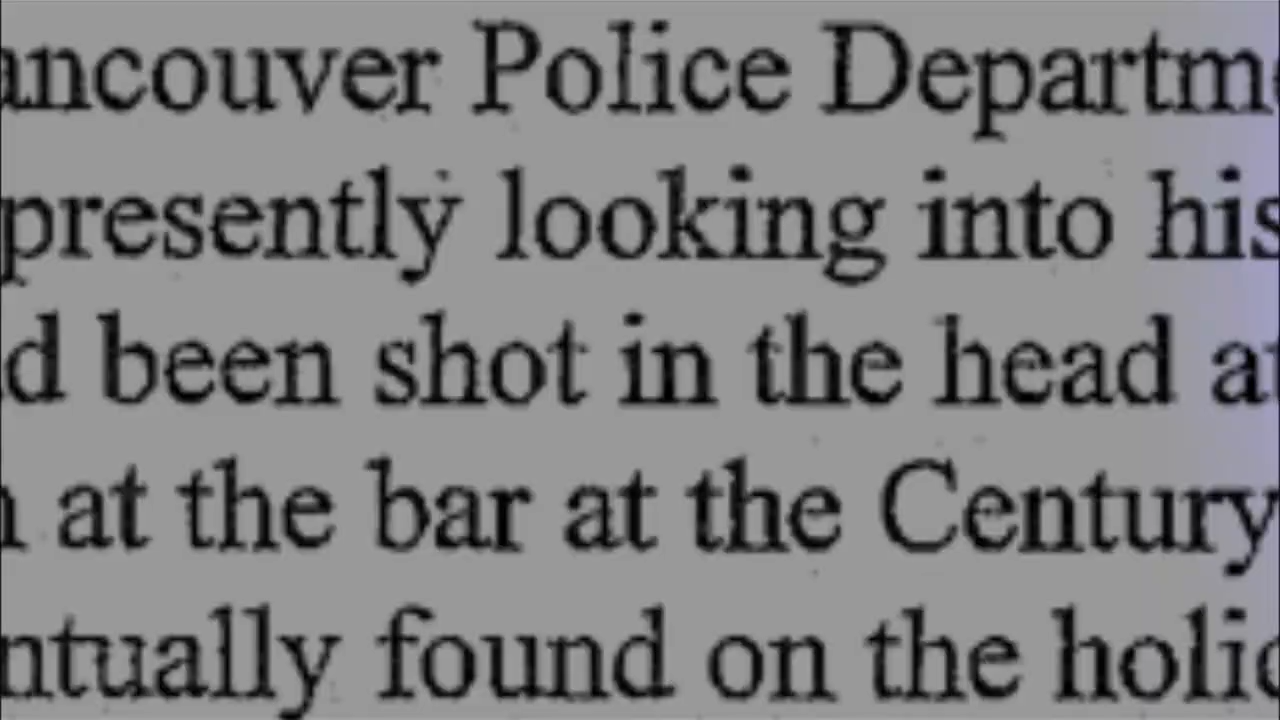 ancouver Police Departm
presently looking into his
d been shot in the head a
at the bar at the Century
ntually found on the holi